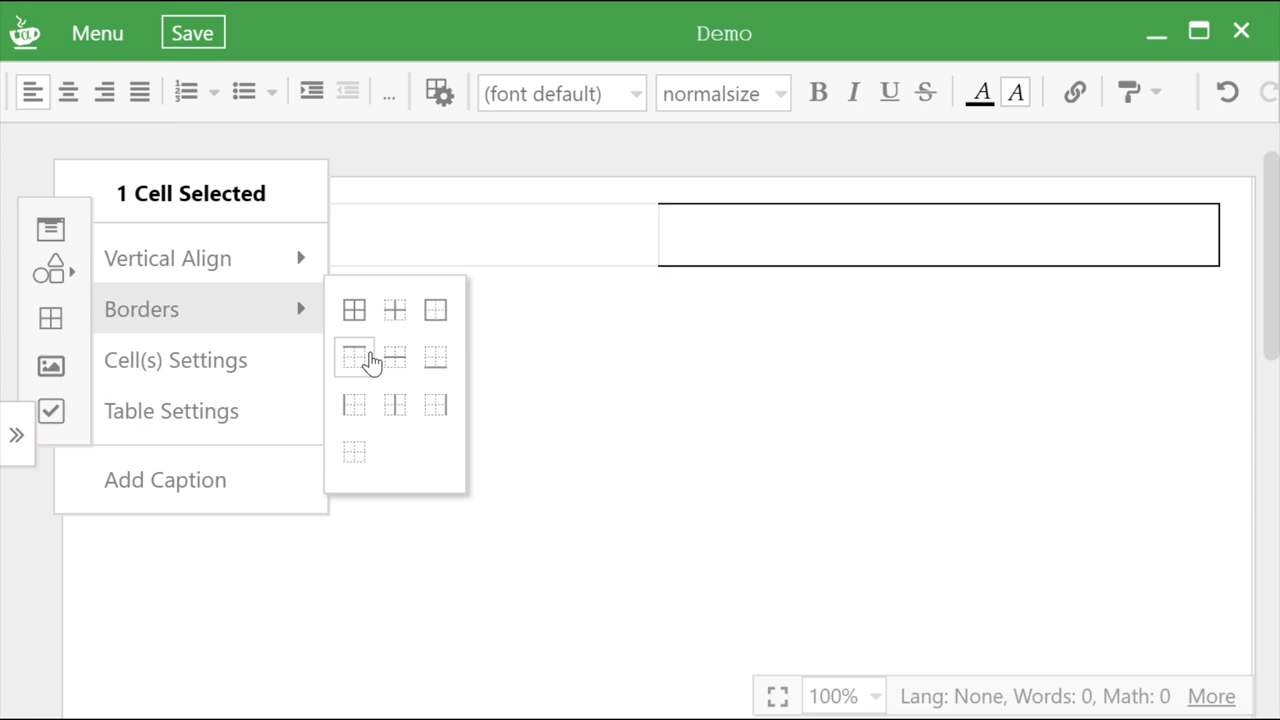 Menu
Save
Demo
...
(font default)
normalsize
B
I
U
S
A
A
1 Cell Selected
Vertical Align
Borders
Cell(s) Settings
Table Settings
Add Caption
100%
Lang: None, Words: 0, Math: 0
More